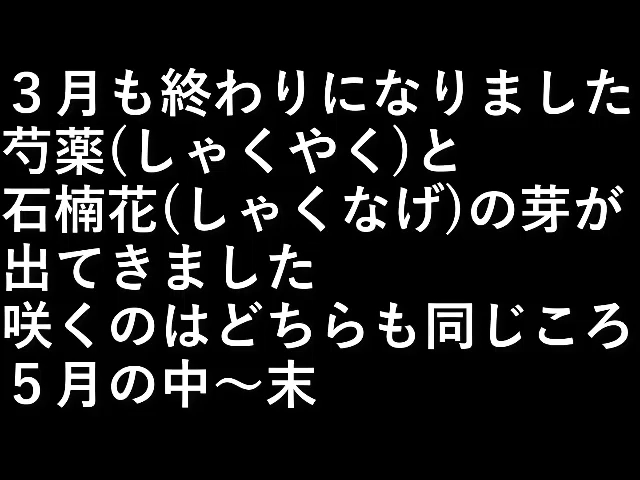 ３月も終わりになりました
芍薬(しゃくやく)と
石楠花(しゃくなげ)の芽が
出てきました
咲くのはどちらも同じころ
５月の中～末